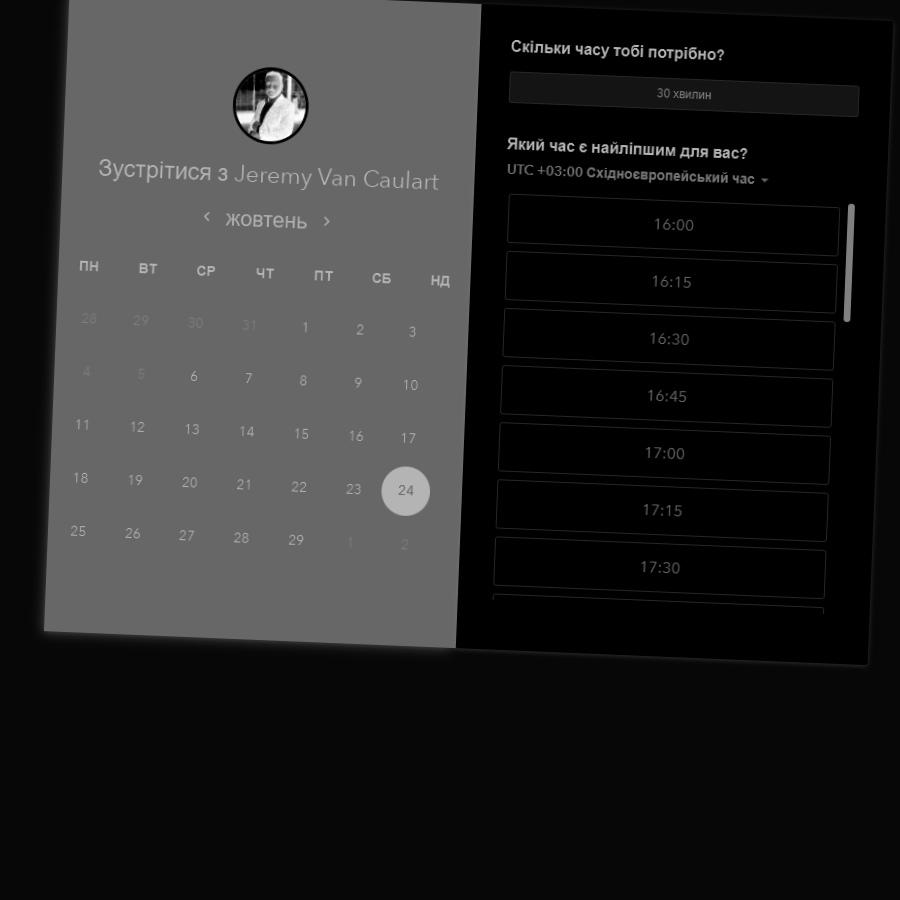 Зустрітися з Jeremy Van Caulart
жовтень
ПН ВТ СР ЧТ ПТ СБ НД
28 29 30 31 1 2 3
4 5 6 7 8 9 10
11 12 13 14 15 16 17
18 19 20 21 22 23 24
25 26 27 28 29 1 2
Скільки часу тобі потрібно?
30 хвилин
Який час є найліпшим для вас?
UTC +03:00 Східноєвропейський час
16:00
16:15
16:30
16:45
17:00
17:15
17:30